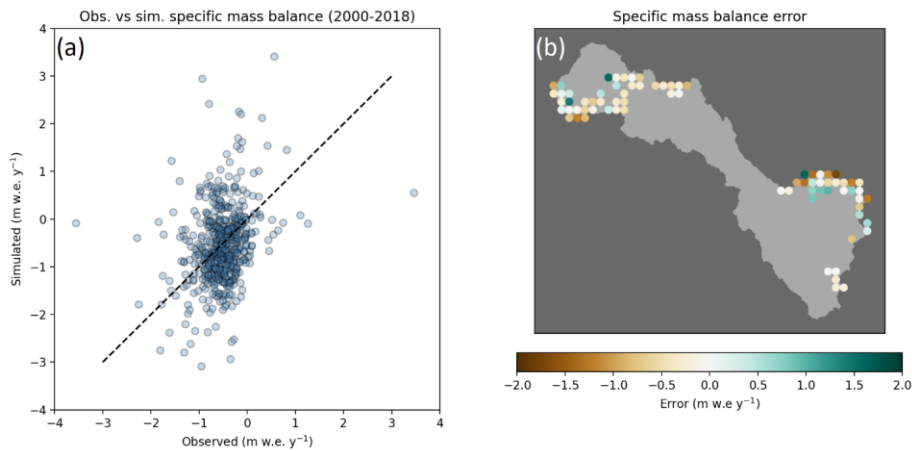 Obs. vs sim. specific mass balance (2000-2018)
(a)
4
3
2
1
0
−1
−2
−3
−4
Simulated (m w.e. y⁻¹)
−4 −3 −2 −1 0 1 2 3 4
Observed (m w.e. y⁻¹)
Specific mass balance error
(b)
−2.0 −1.5 −1.0 −0.5 0.0 0.5 1.0 1.5 2.0
Error (m w.e y⁻¹)